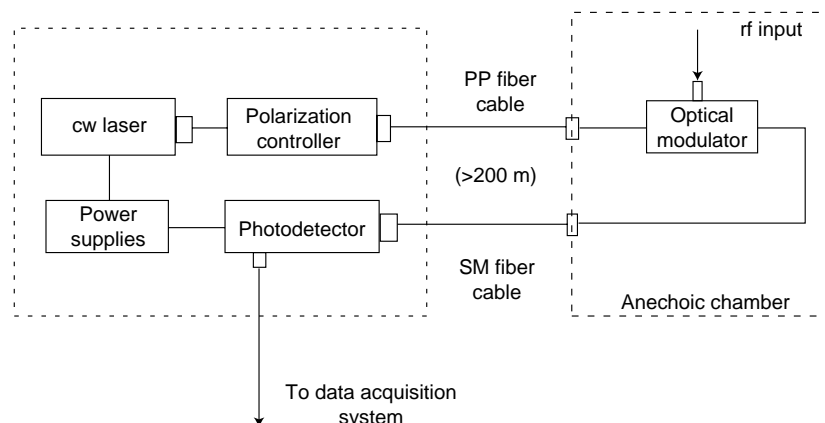 rf input
PP fiber
cable
cw laser
Polarization
controller
Optical
modulator
(>200 m)
Power
supplies
Photodetector
SM fiber
cable
Anechoic chamber
To data acquisition
system